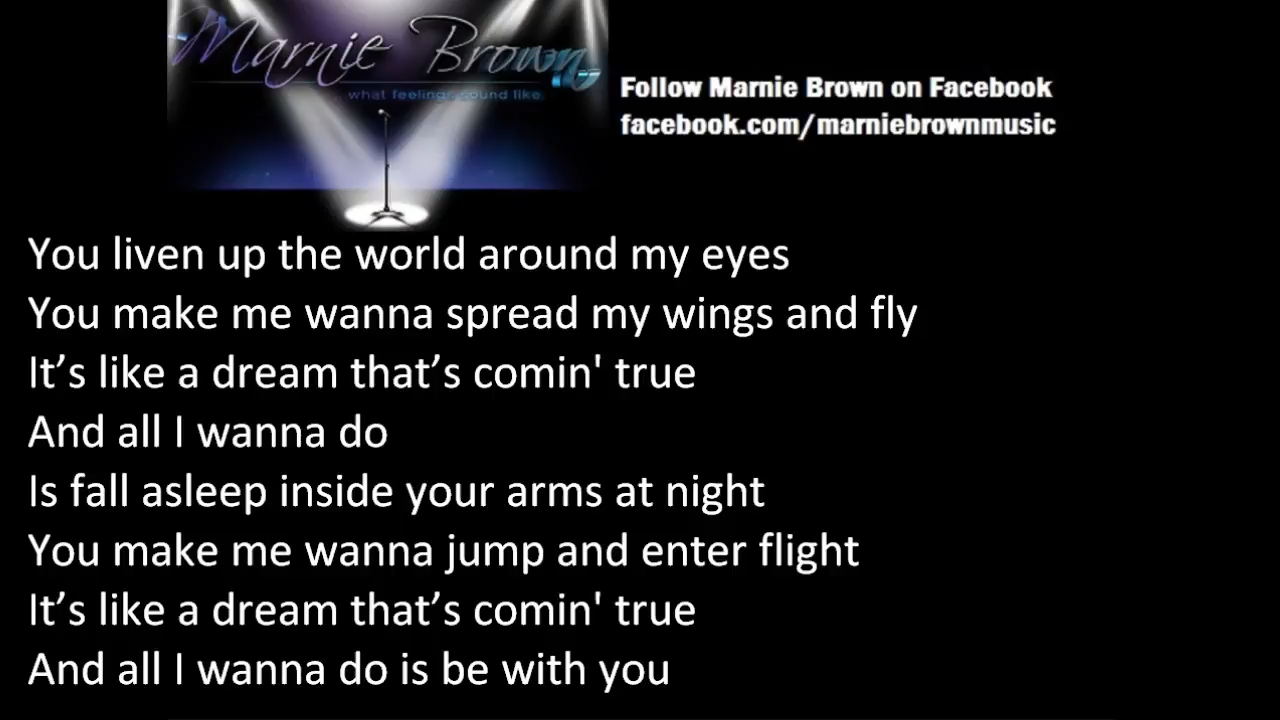 Marnie Brown
what feelings sound like.
Follow Marnie Brown on Facebook
facebook.com/marniebrownmusic
You liven up the world around my eyes
You make me wanna spread my wings and fly
It’s like a dream that’s comin' true
And all I wanna do
Is fall asleep inside your arms at night
You make me wanna jump and enter flight
It’s like a dream that’s comin' true
And all I wanna do is be with you